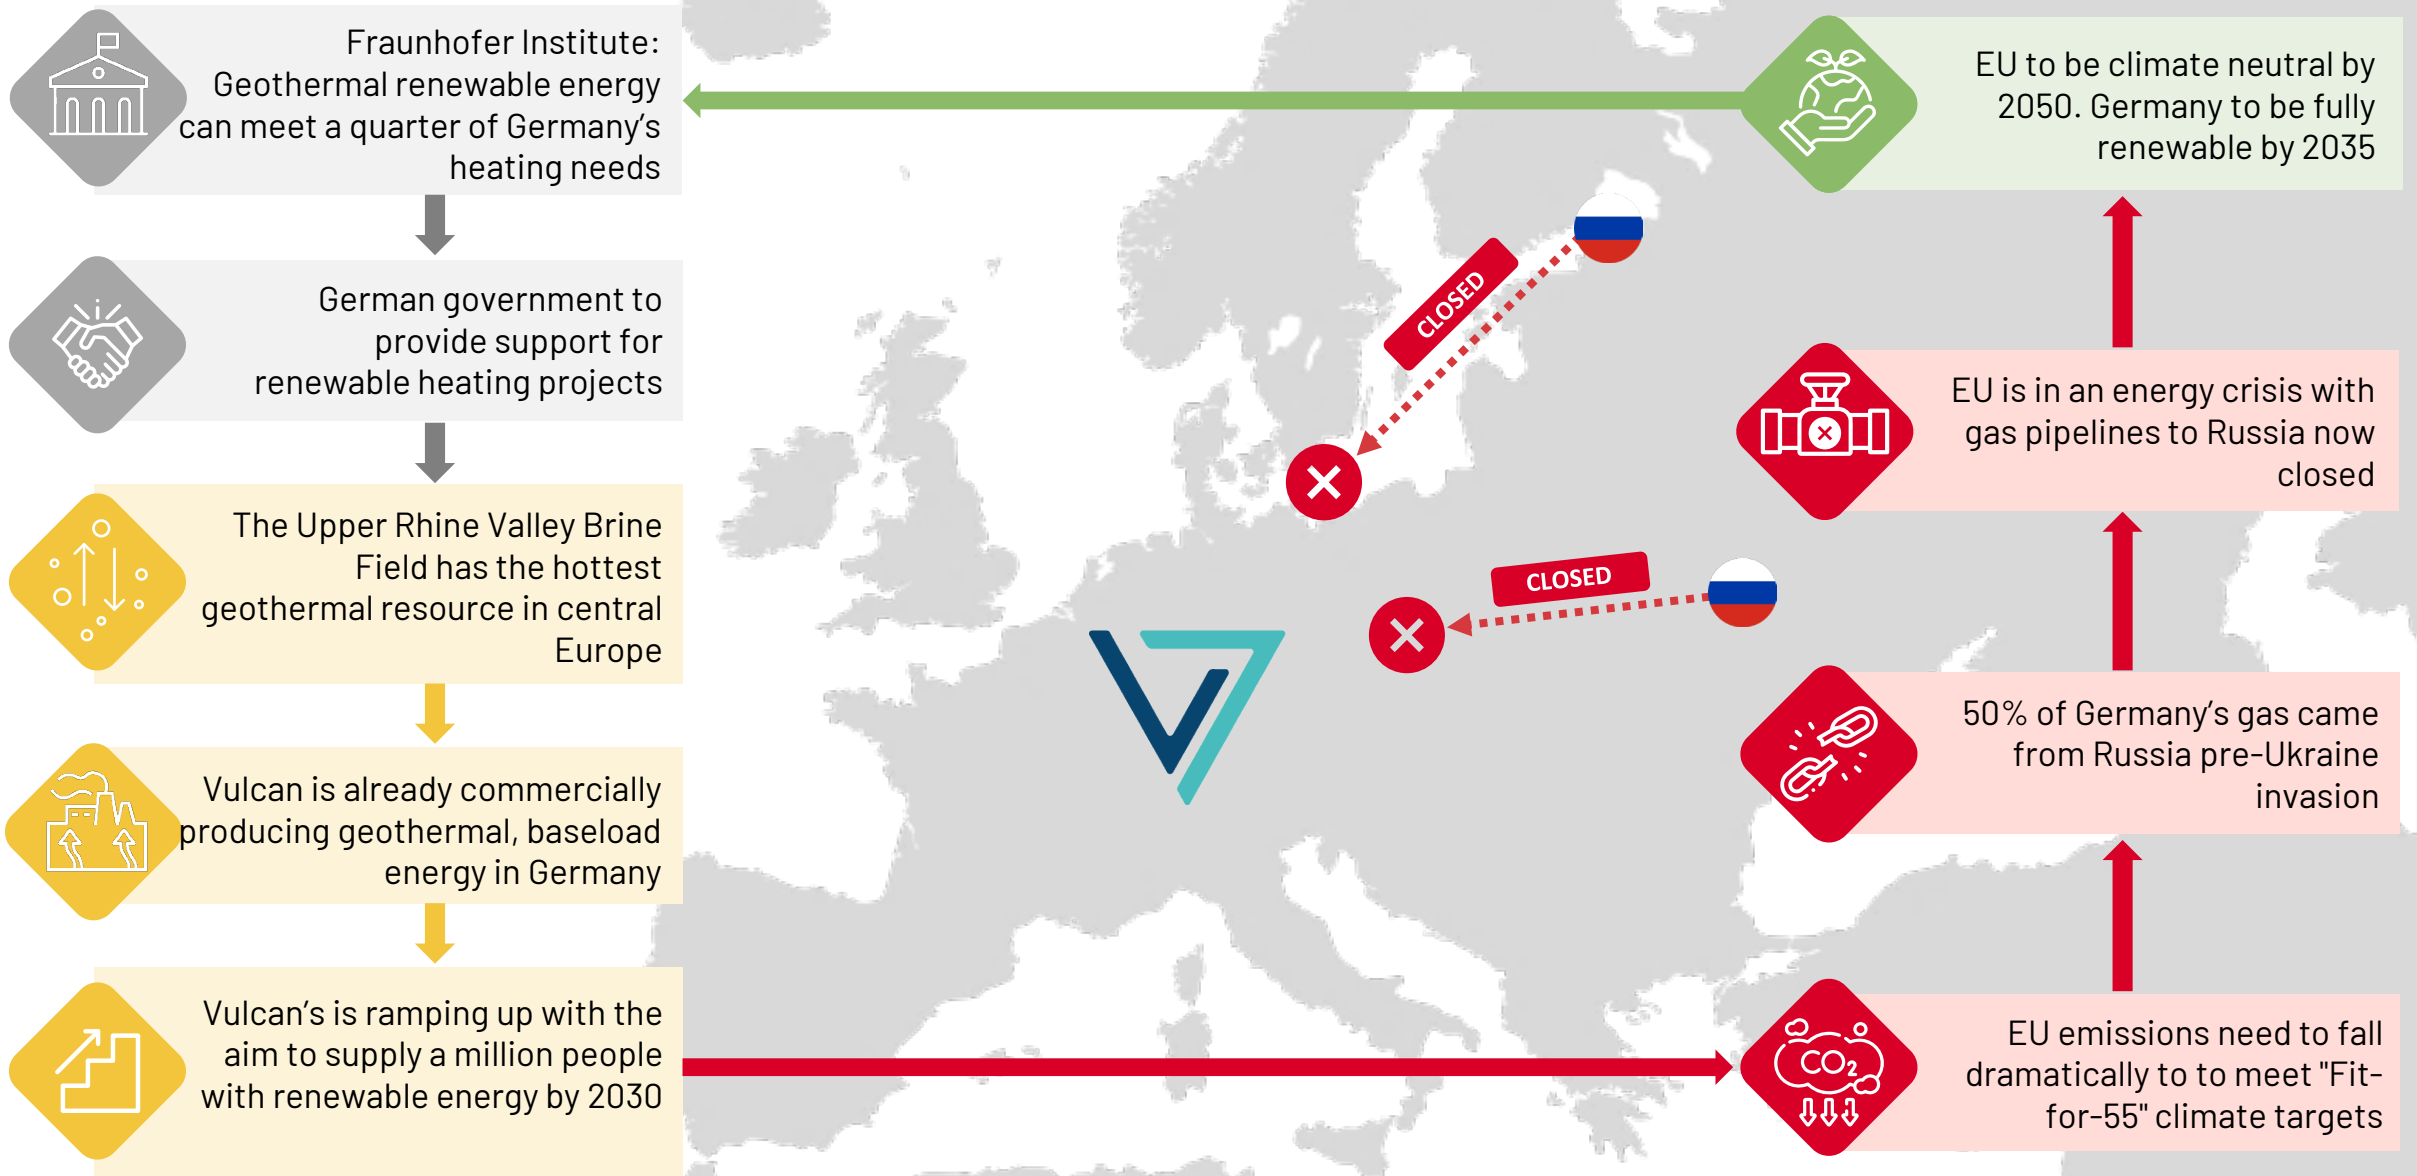 Fraunhofer Institute:
Geothermal renewable energy
can meet a quarter of Germany’s
heating needs
German government to
provide support for
renewable heating projects
The Upper Rhine Valley Brine
Field has the hottest
geothermal resource in central
Europe
Vulcan is already commercially
producing geothermal, baseload
energy in Germany
Vulcan’s is ramping up with the
aim to supply a million people
with renewable energy by 2030
CLOSED
CLOSED
EU to be climate neutral by
2050. Germany to be fully
renewable by 2035
EU is in an energy crisis with
gas pipelines to Russia now
closed
50% of Germany’s gas came
from Russia pre-Ukraine
invasion
CO2
EU emissions need to fall
dramatically to to meet "Fit-
for-55" climate targets